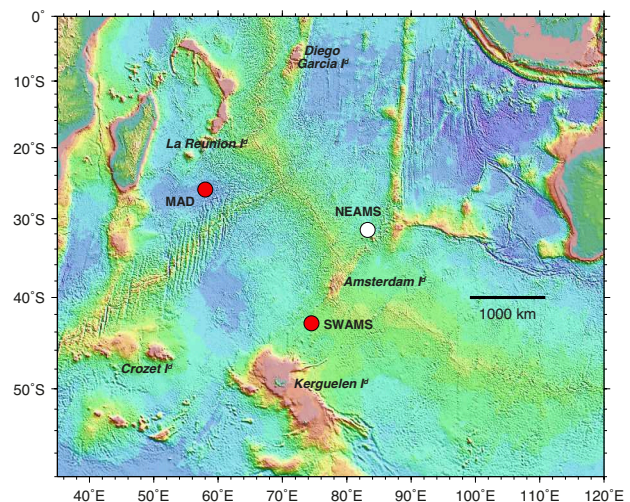 0°
10°S
20°S
30°S
40°S
50°S
40°E 50°E 60°E 70°E 80°E 90°E 100°E 110°E 120°E
Diego
Garcia Iᵈ
La Reunion Iᵈ
MAD
NEAMS
Amsterdam Iᵈ
1000 km
SWAMS
Crozet Iᵈ
Kerguelen Iᵈ